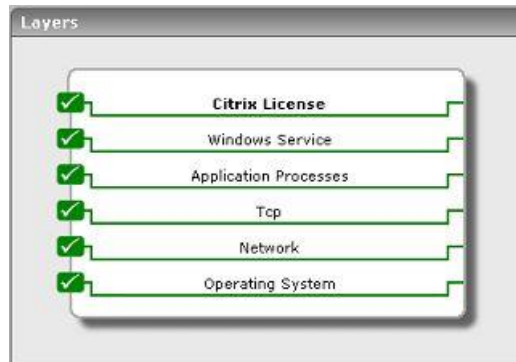 Layers
Citrix License
Windows Service
Application Processes
Tcp
Network
Operating System